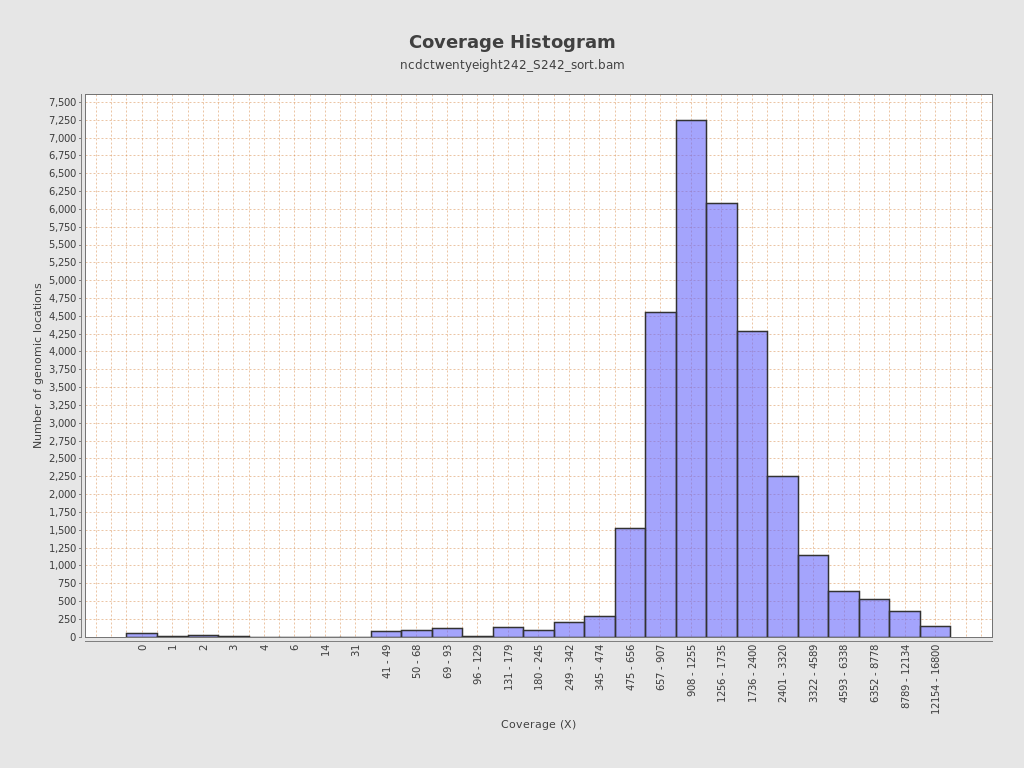 Coverage Histogram
ncdctwentyeight242_S242_sort.bam
Number of genomic locations
7,500
7,250
7,000
6,750
6,500
6,250
6,000
5,750
5,500
5,250
5,000
4,750
4,500
4,250
4,000
3,750
3,500
3,250
3,000
2,750
2,500
2,250
2,000
1,750
1,500
1,250
1,000
750
500
250
0
0
1
2
3
4
6
14
31
41 - 49
50 - 68
69 - 93
96 - 129
131 - 179
180 - 245
249 - 342
345 - 474
475 - 656
657 - 907
908 - 1255
1256 - 1735
1736 - 2400
2401 - 3320
3322 - 4589
4593 - 6338
6352 - 8778
8789 - 12134
12154 - 16800
Coverage (X)